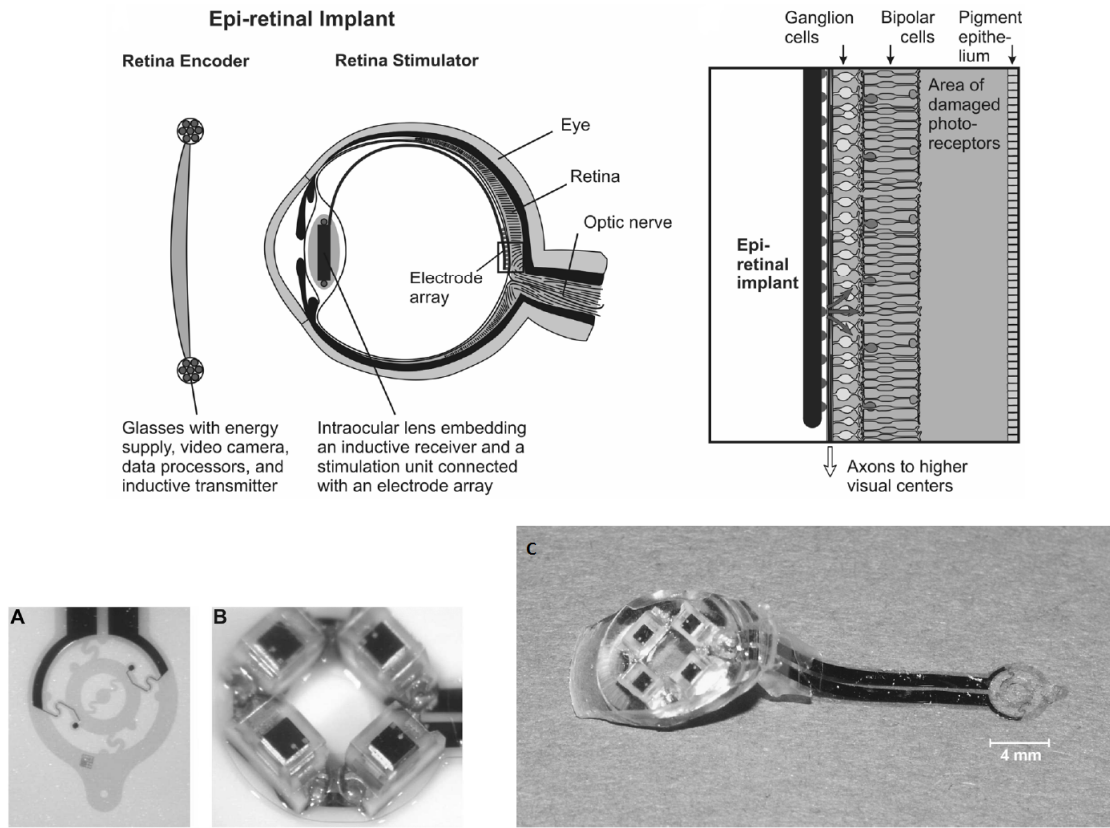 Epi-retinal Implant
Retina Encoder
Retina Stimulator
Eye
Retina
Optic nerve
Electrode
array
Glasses with energy
supply, video camera,
data processors, and
inductive transmitter
Intraocular lens embedding
an inductive receiver and a
stimulation unit connected
with an electrode array
Ganglion
cells
Bipolar
cells
Pigment
epithe-
lium
Area of
damaged
photo-
receptors
Epi-
retinal
implant
Axons to higher
visual centers
A
B
C
4 mm